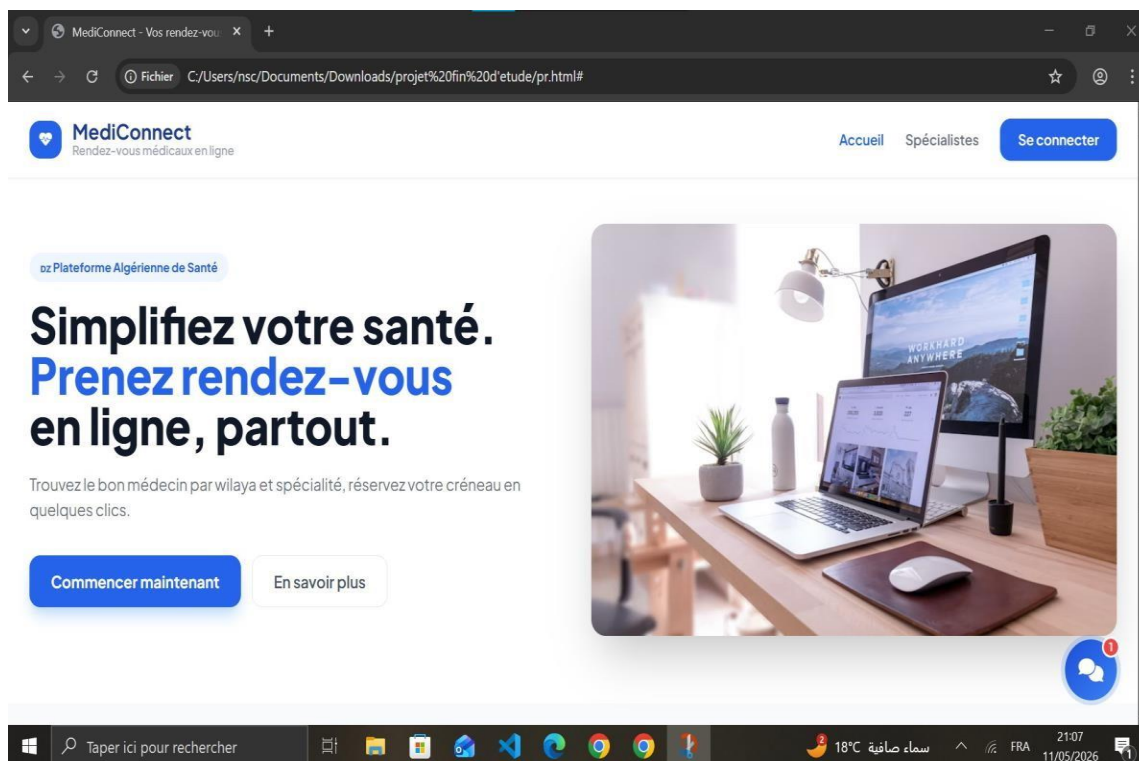 MediConnect - Vos rendez-vou
Fichier C:/Users/nsc/Documents/Downloads/projet%20fin%20d'etude/pr.html#
MediConnect
Rendez-vous médicaux en ligne
Accueil Spécialistes Se connecter
DZ Plateforme Algérienne de Santé
Simplifiez votre santé.
Prenez rendez-vous
en ligne, partout.
Trouvez le bon médecin par wilaya et spécialité, réservez votre créneau en
quelques clics.
Commencer maintenant En savoir plus
WORKHARD
ANYWHERE
1
Taper ici pour rechercher
2
18°C سماء صافية
FRA
21:07
11/05/2026
1